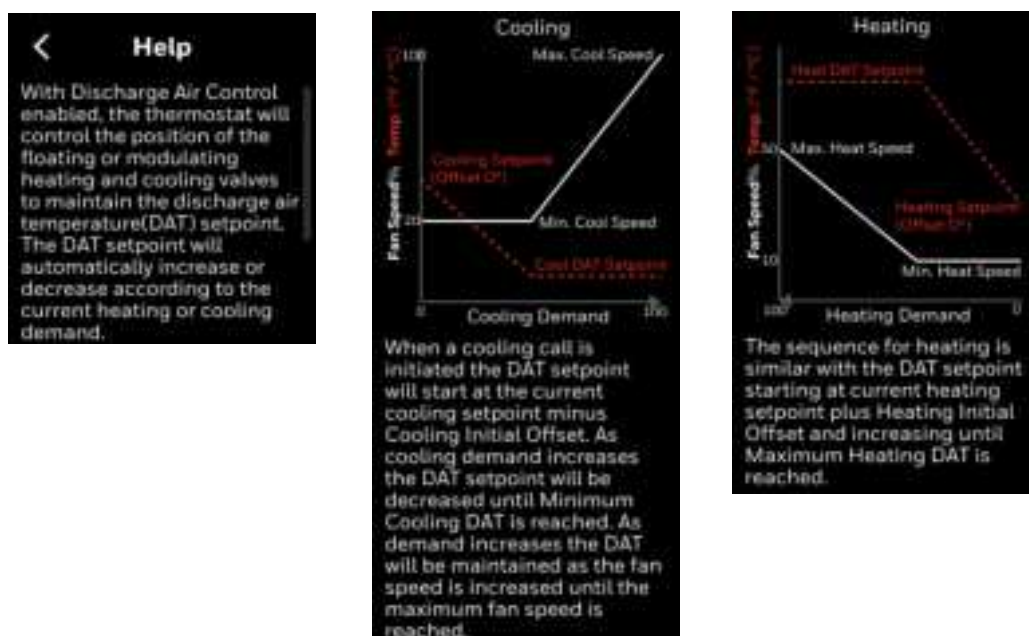 Help
With Discharge Air Control
enabled, the thermostat will
control the position of the
floating or modulating
heating and cooling valves
to maintain the discharge air
temperature(DAT) setpoint.
The DAT setpoint will
automatically increase or
decrease according to the
current heating or cooling
demand.
Cooling
100
Max. Cool Speed
Fan Speed% Temp (°F / °C)
Cooling Setpoint
(Offset 0°)
20
Min. Cool Speed
Cool DAT Setpoint
0
Cooling Demand
100
When a cooling call is
initiated the DAT setpoint
will start at the current
cooling setpoint minus
Cooling Initial Offset. As
cooling demand increases
the DAT setpoint will be
decreased until Minimum
Cooling DAT is reached. As
demand increases the DAT
will be maintained as the fan
speed is increased until the
maximum fan speed is
reached.
Heating
Heat DAT Setpoint
Fan Speed% Temp (°F / °C)
50
Max. Heat Speed
Heating Setpoint
(Offset 0°)
10
Min. Heat Speed
100
Heating Demand
0
The sequence for heating is
similar with the DAT setpoint
starting at current heating
setpoint plus Heating Initial
Offset and increasing until
Maximum Heating DAT is
reached.